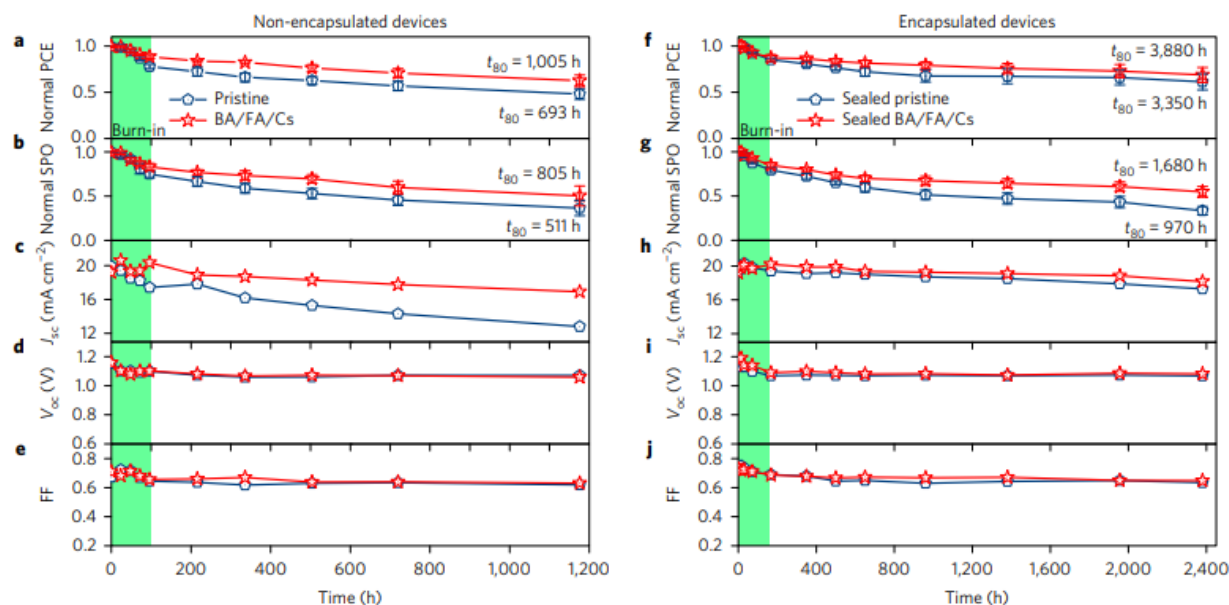 Non-encapsulated devices
a
Normal PCE
1.0
0.5
0.0
t80 = 1,005 h
t80 = 693 h
Pristine
BA/FA/Cs
Burn-in
b
Normal SPO
1.0
0.5
0.0
t80 = 805 h
t80 = 511 h
c
Jsc (mA cm−2)
20
16
12
d
Voc (V)
1.2
1.0
0.8
0.6
e
FF
0.8
0.6
0.4
0.2
0
200
400
600
800
1,000
1,200
Time (h)
Encapsulated devices
f
Normal PCE
1.0
0.5
0.0
t80 = 3,880 h
t80 = 3,350 h
Sealed pristine
Sealed BA/FA/Cs
Burn-in
g
Normal SPO
1.0
0.5
0.0
t80 = 1,680 h
t80 = 970 h
h
Jsc (mA cm−2)
20
16
12
i
Voc (V)
1.2
1.0
0.8
0.6
j
FF
0.8
0.6
0.4
0.2
0
400
800
1,200
1,600
2,000
2,400
Time (h)